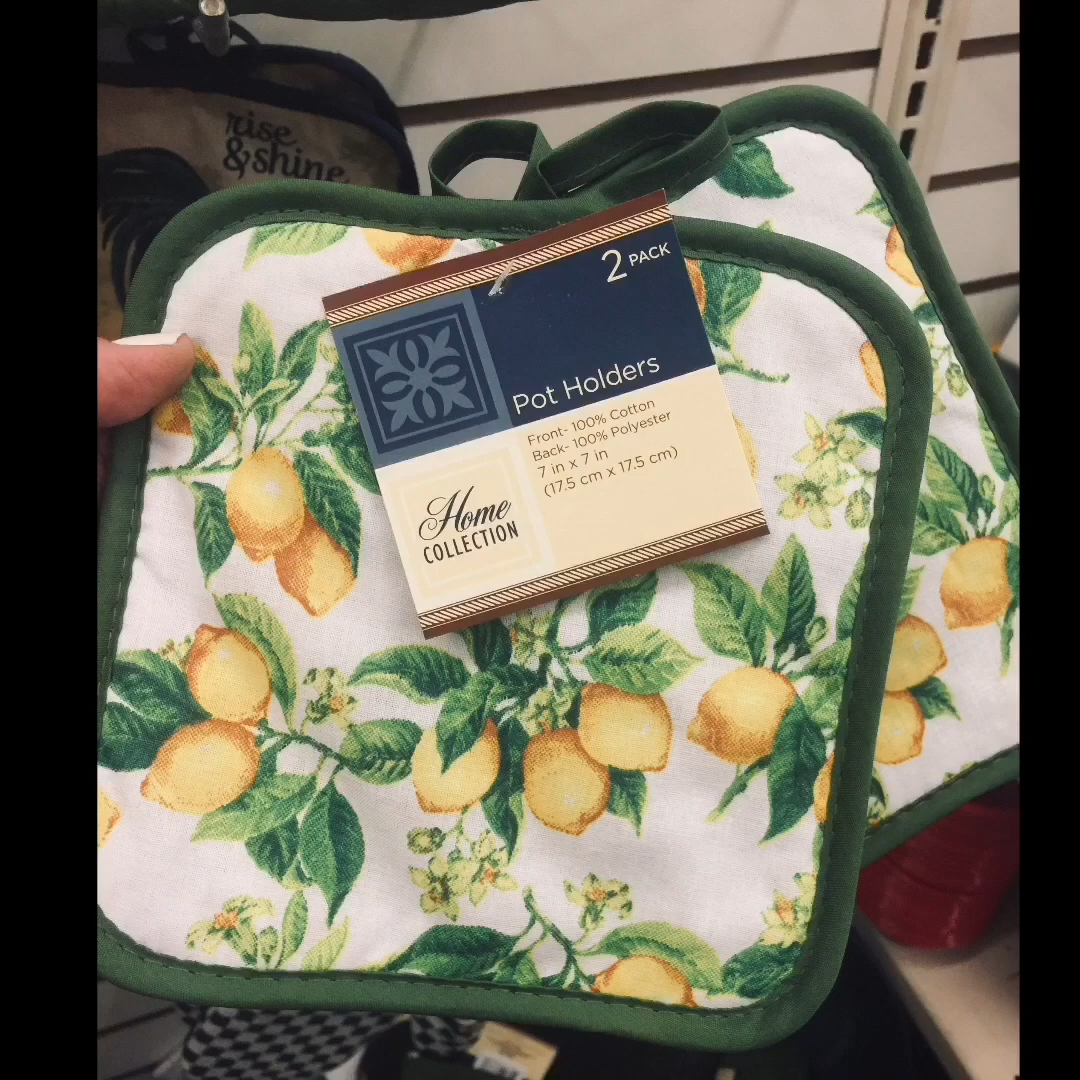 rise
&shine
2 PACK
Pot Holders
Front- 100% Cotton
Back- 100% Polyester
7 in x 7 in
(17.5 cm x 17.5 cm)
Home
COLLECTION